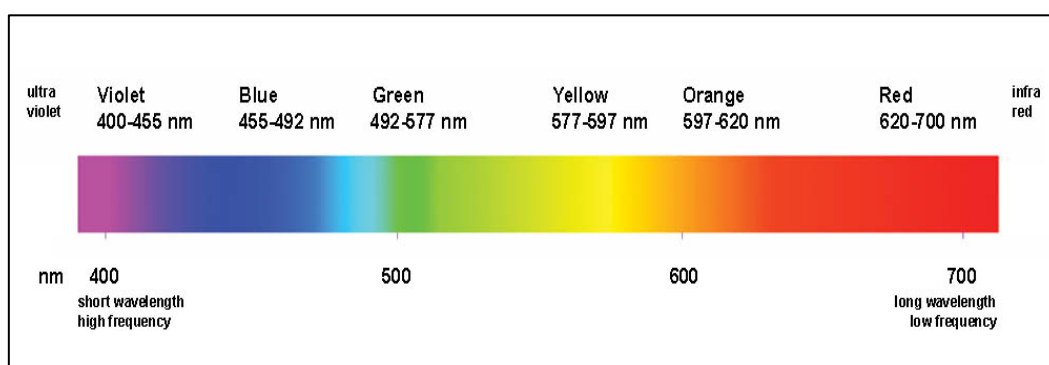 ultra
violet
Violet
400-455 nm
Blue
455-492 nm
Green
492-577 nm
Yellow
577-597 nm
Orange
597-620 nm
Red
620-700 nm
infra
red
nm 400 500 600 700
short wavelength
high frequency
long wavelength
low frequency